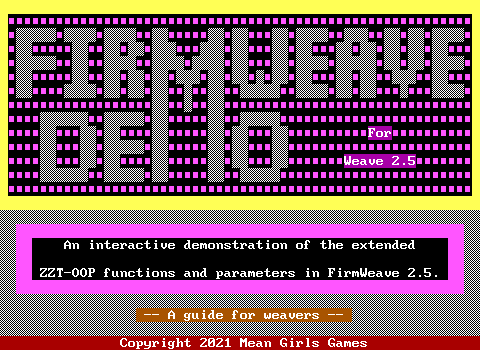 FIRMWEAVE
DEMO
For
Weave 2.5
An interactive demonstration of the extended
ZZT-OOP functions and parameters in FirmWeave 2.5.
-- A guide for weavers --
Copyright 2021 Mean Girls Games